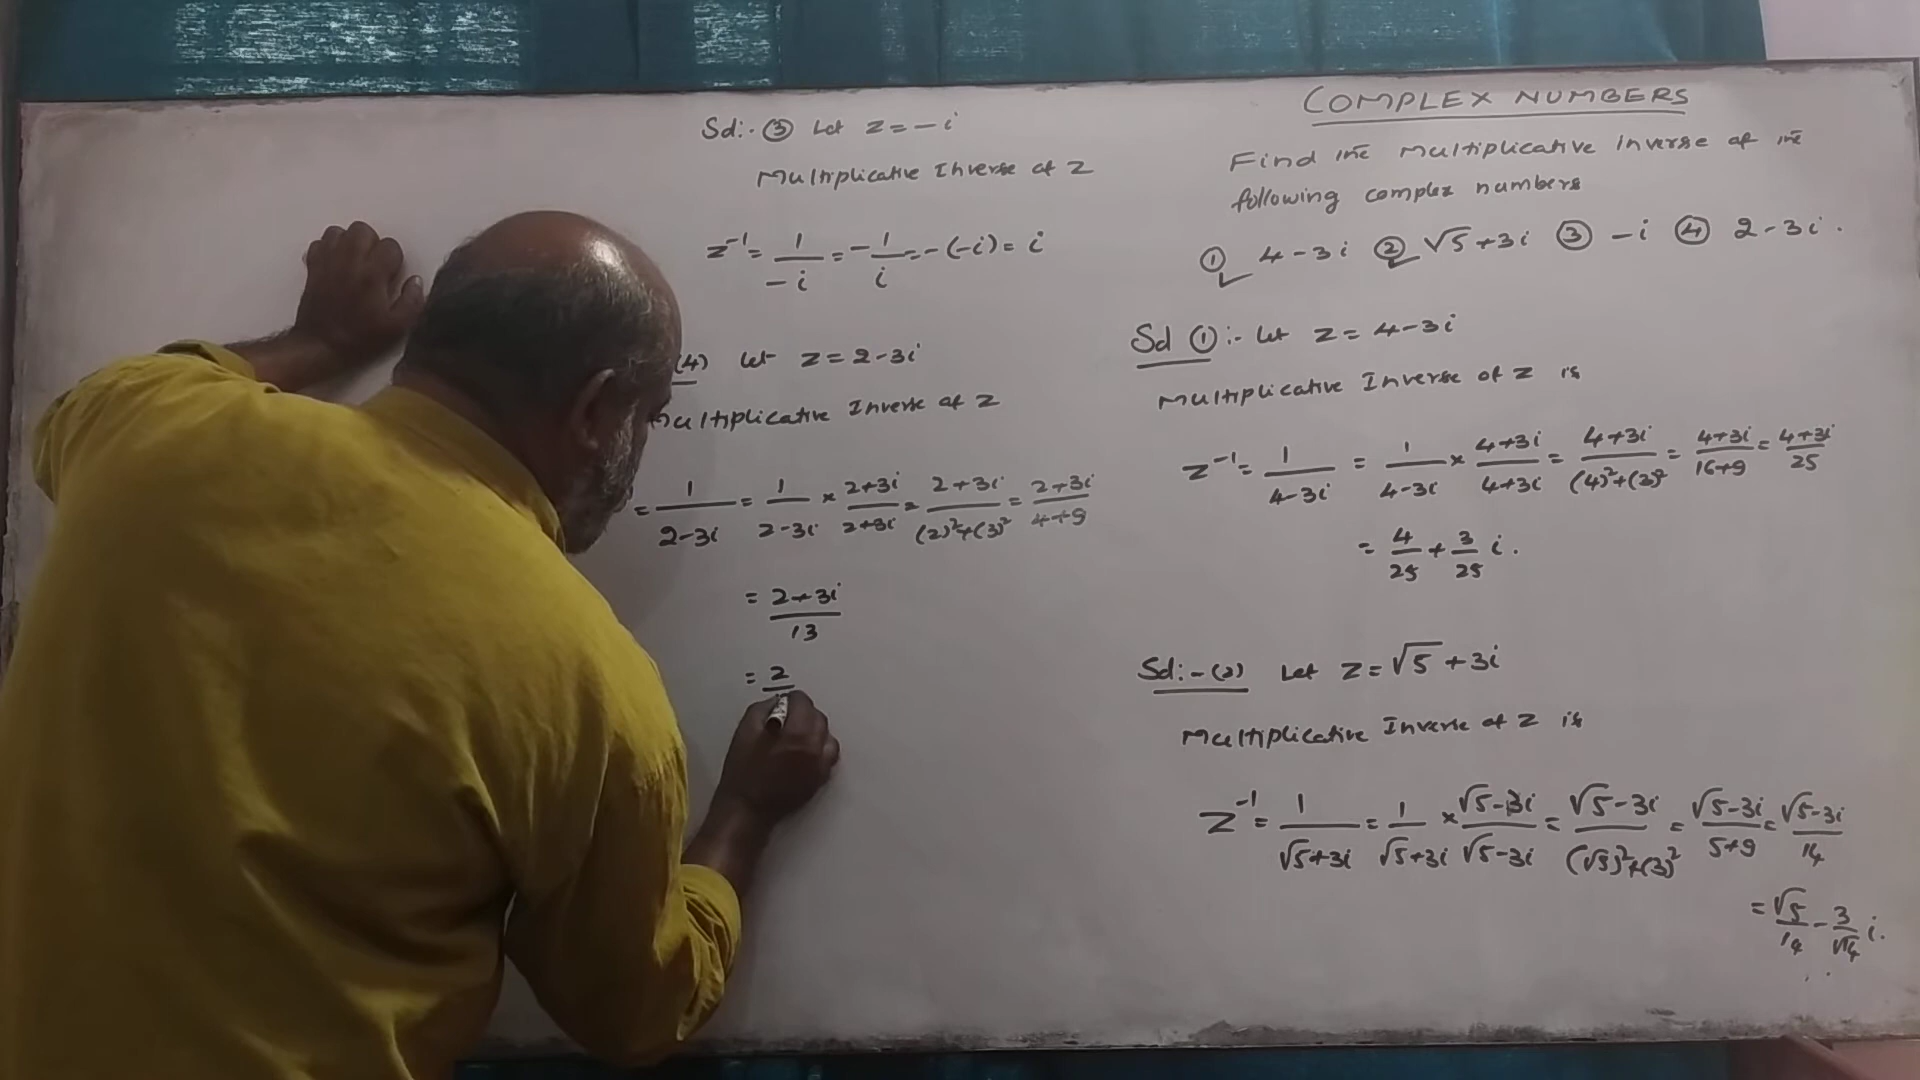 COMPLEX NUMBERS
Find the Multiplicative Inverse of the
following complex numbers
① 4-3i ② √5+3i ③ -i ④ 2-3i.
Sol ①:- Let z = 4-3i
Multiplicative Inverse of z is
z⁻¹ = 1/(4-3i) = 1/(4-3i) × (4+3i)/(4+3i) = (4+3i)/((4)²+(3)²) = (4+3i)/(16+9) = (4+3i)/25
= 4/25 + 3/25 i.
Sol:-(2) Let z = √5+3i
Multiplicative Inverse of z is
z⁻¹ = 1/(√5+3i) = 1/(√5+3i) × (√5-3i)/(√5-3i) = (√5-3i)/((√5)²+(3)²) = (√5-3i)/(5+9) = (√5-3i)/14
= √5/14 - 3/14 i.
Sol:- ③ Let z = -i
Multiplicative Inverse of z
z⁻¹ = 1/-i = -1/i = -(-i) = i
(4) Let z = 2-3i
Multiplicative Inverse of z
= 1/(2-3i) = 1/(2-3i) × (2+3i)/(2+3i) = (2+3i)/((2)²+(3)²) = (2+3i)/(4+9)
= (2+3i)/13
= 2/